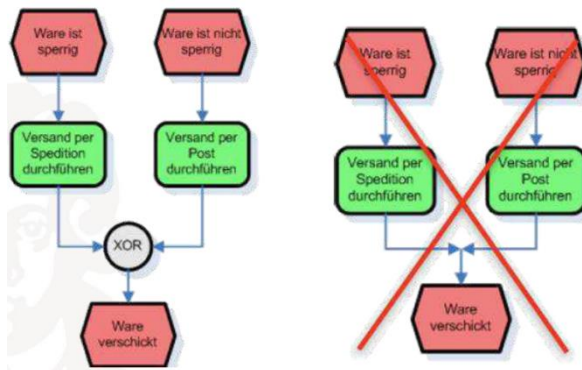 Ware ist
sperrig
Ware ist nicht
sperrig
Versand per
Spedition
durchführen
Versand per
Post
durchführen
XOR
Ware
verschickt
Ware ist
sperrig
Ware ist nicht
sperrig
Versand per
Spedition
durchführen
Versand per
Post
durchführen
Ware
verschickt